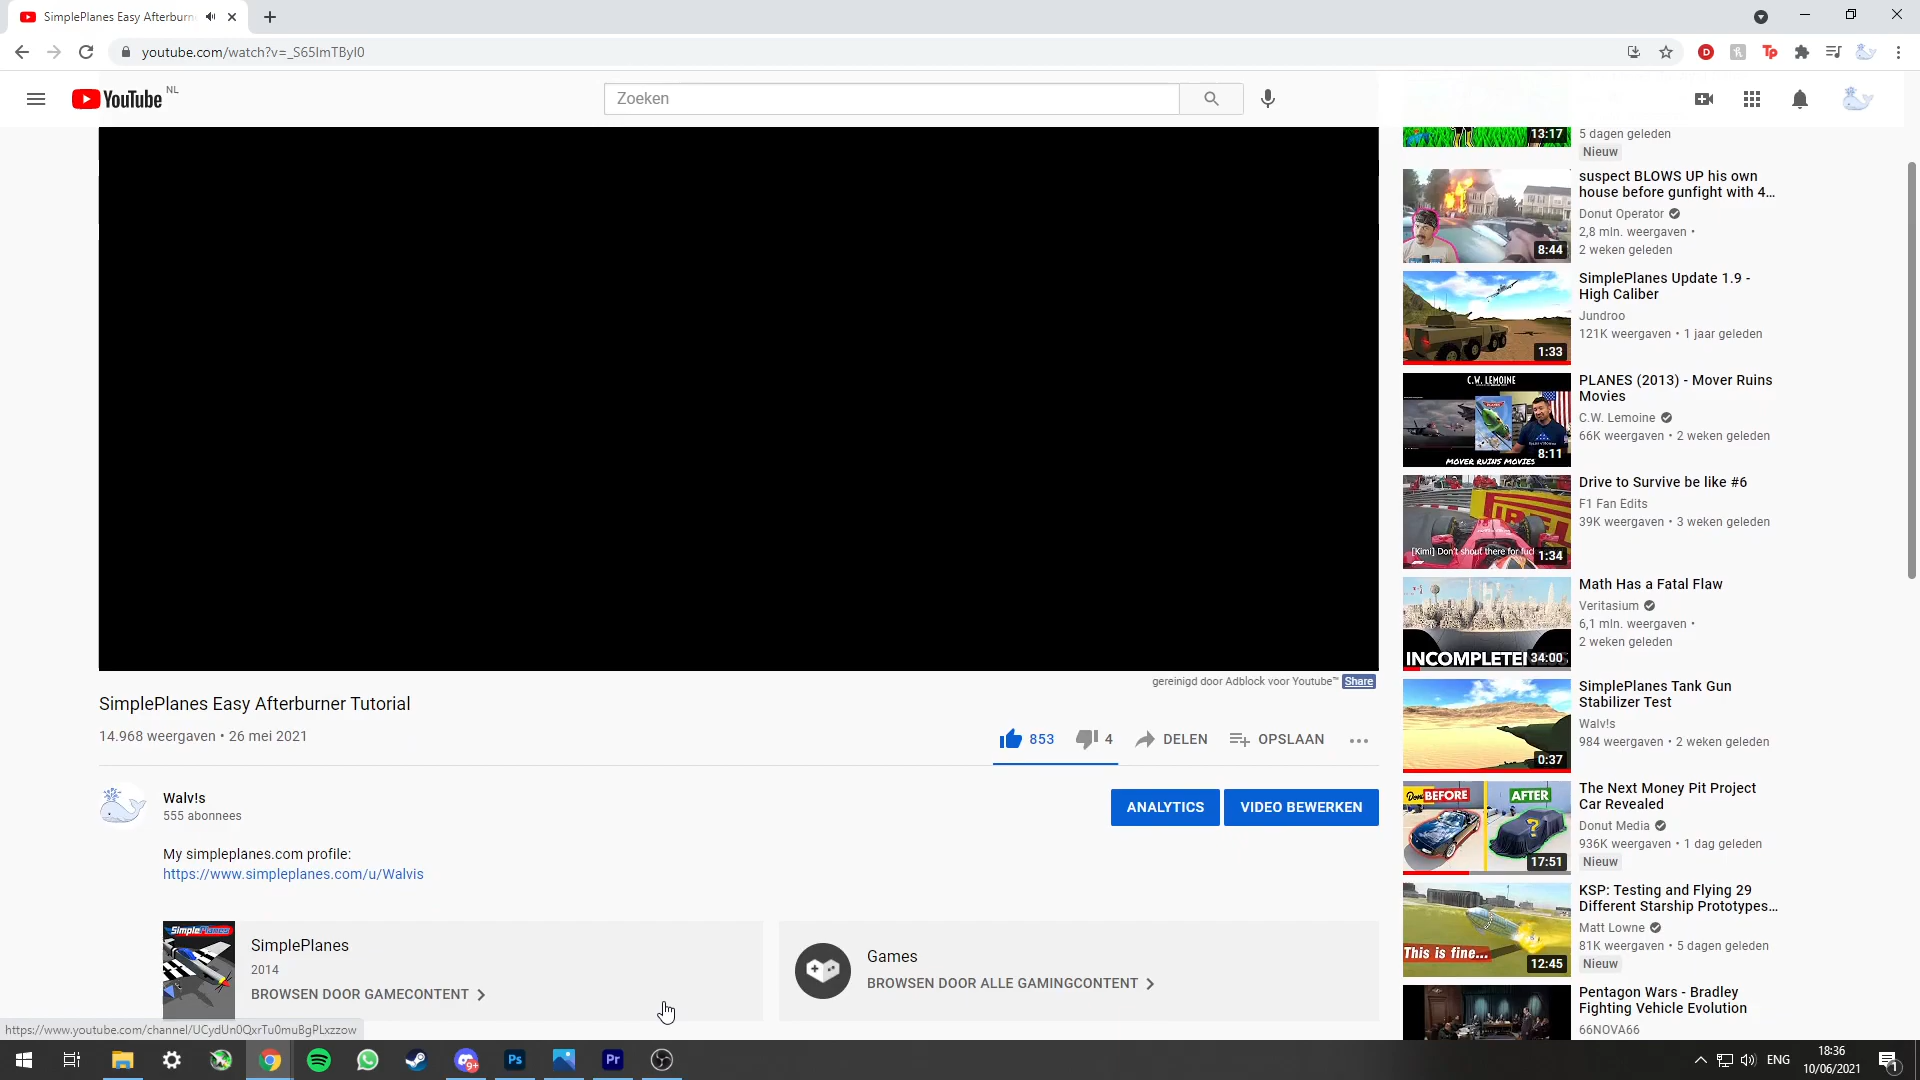 SimplePlanes Easy Afterburn
youtube.com/watch?v=_S65lmTByl0
YouTube NL
Zoeken
13:17
5 dagen geleden
Nieuw
suspect BLOWS UP his own
house before gunfight with 4...
Donut Operator
2,8 mln. weergaven •
2 weken geleden
8:44
SimplePlanes Update 1.9 -
High Caliber
Jundroo
121K weergaven • 1 jaar geleden
1:33
C.W. LEMOINE
MOVER RUINS MOVIES
8:11
PLANES (2013) - Mover Ruins
Movies
C.W. Lemoine
66K weergaven • 2 weken geleden
[Kimi] Don't shout there for fuc
1:34
Drive to Survive be like #6
F1 Fan Edits
39K weergaven • 3 weken geleden
INCOMPLETE
34:00
Math Has a Fatal Flaw
Veritasium
6,1 mln. weergaven •
2 weken geleden
gereinigd door Adblock voor Youtube™ Share
SimplePlanes Easy Afterburner Tutorial
14.968 weergaven • 26 mei 2021
853
4
DELEN
OPSLAAN
SimplePlanes Tank Gun
Stabilizer Test
Walv!s
984 weergaven • 2 weken geleden
0:37
Walv!s
555 abonnees
ANALYTICS
VIDEO BEWERKEN
BEFORE
AFTER
?
17:51
The Next Money Pit Project
Car Revealed
Donut Media
936K weergaven • 1 dag geleden
Nieuw
My simpleplanes.com profile:
https://www.simpleplanes.com/u/Walvis
This is fine...
12:45
KSP: Testing and Flying 29
Different Starship Prototypes...
Matt Lowne
81K weergaven • 5 dagen geleden
Nieuw
SimplePlanes
SimplePlanes
2014
BROWSEN DOOR GAMECONTENT
Games
BROWSEN DOOR ALLE GAMINGCONTENT
Pentagon Wars - Bradley
Fighting Vehicle Evolution
66NOVA66
https://www.youtube.com/channel/UCydUn0QxrTu0muBgPLxzzow
9+
Ps
Pr
ENG
18:36
10/06/2021
1